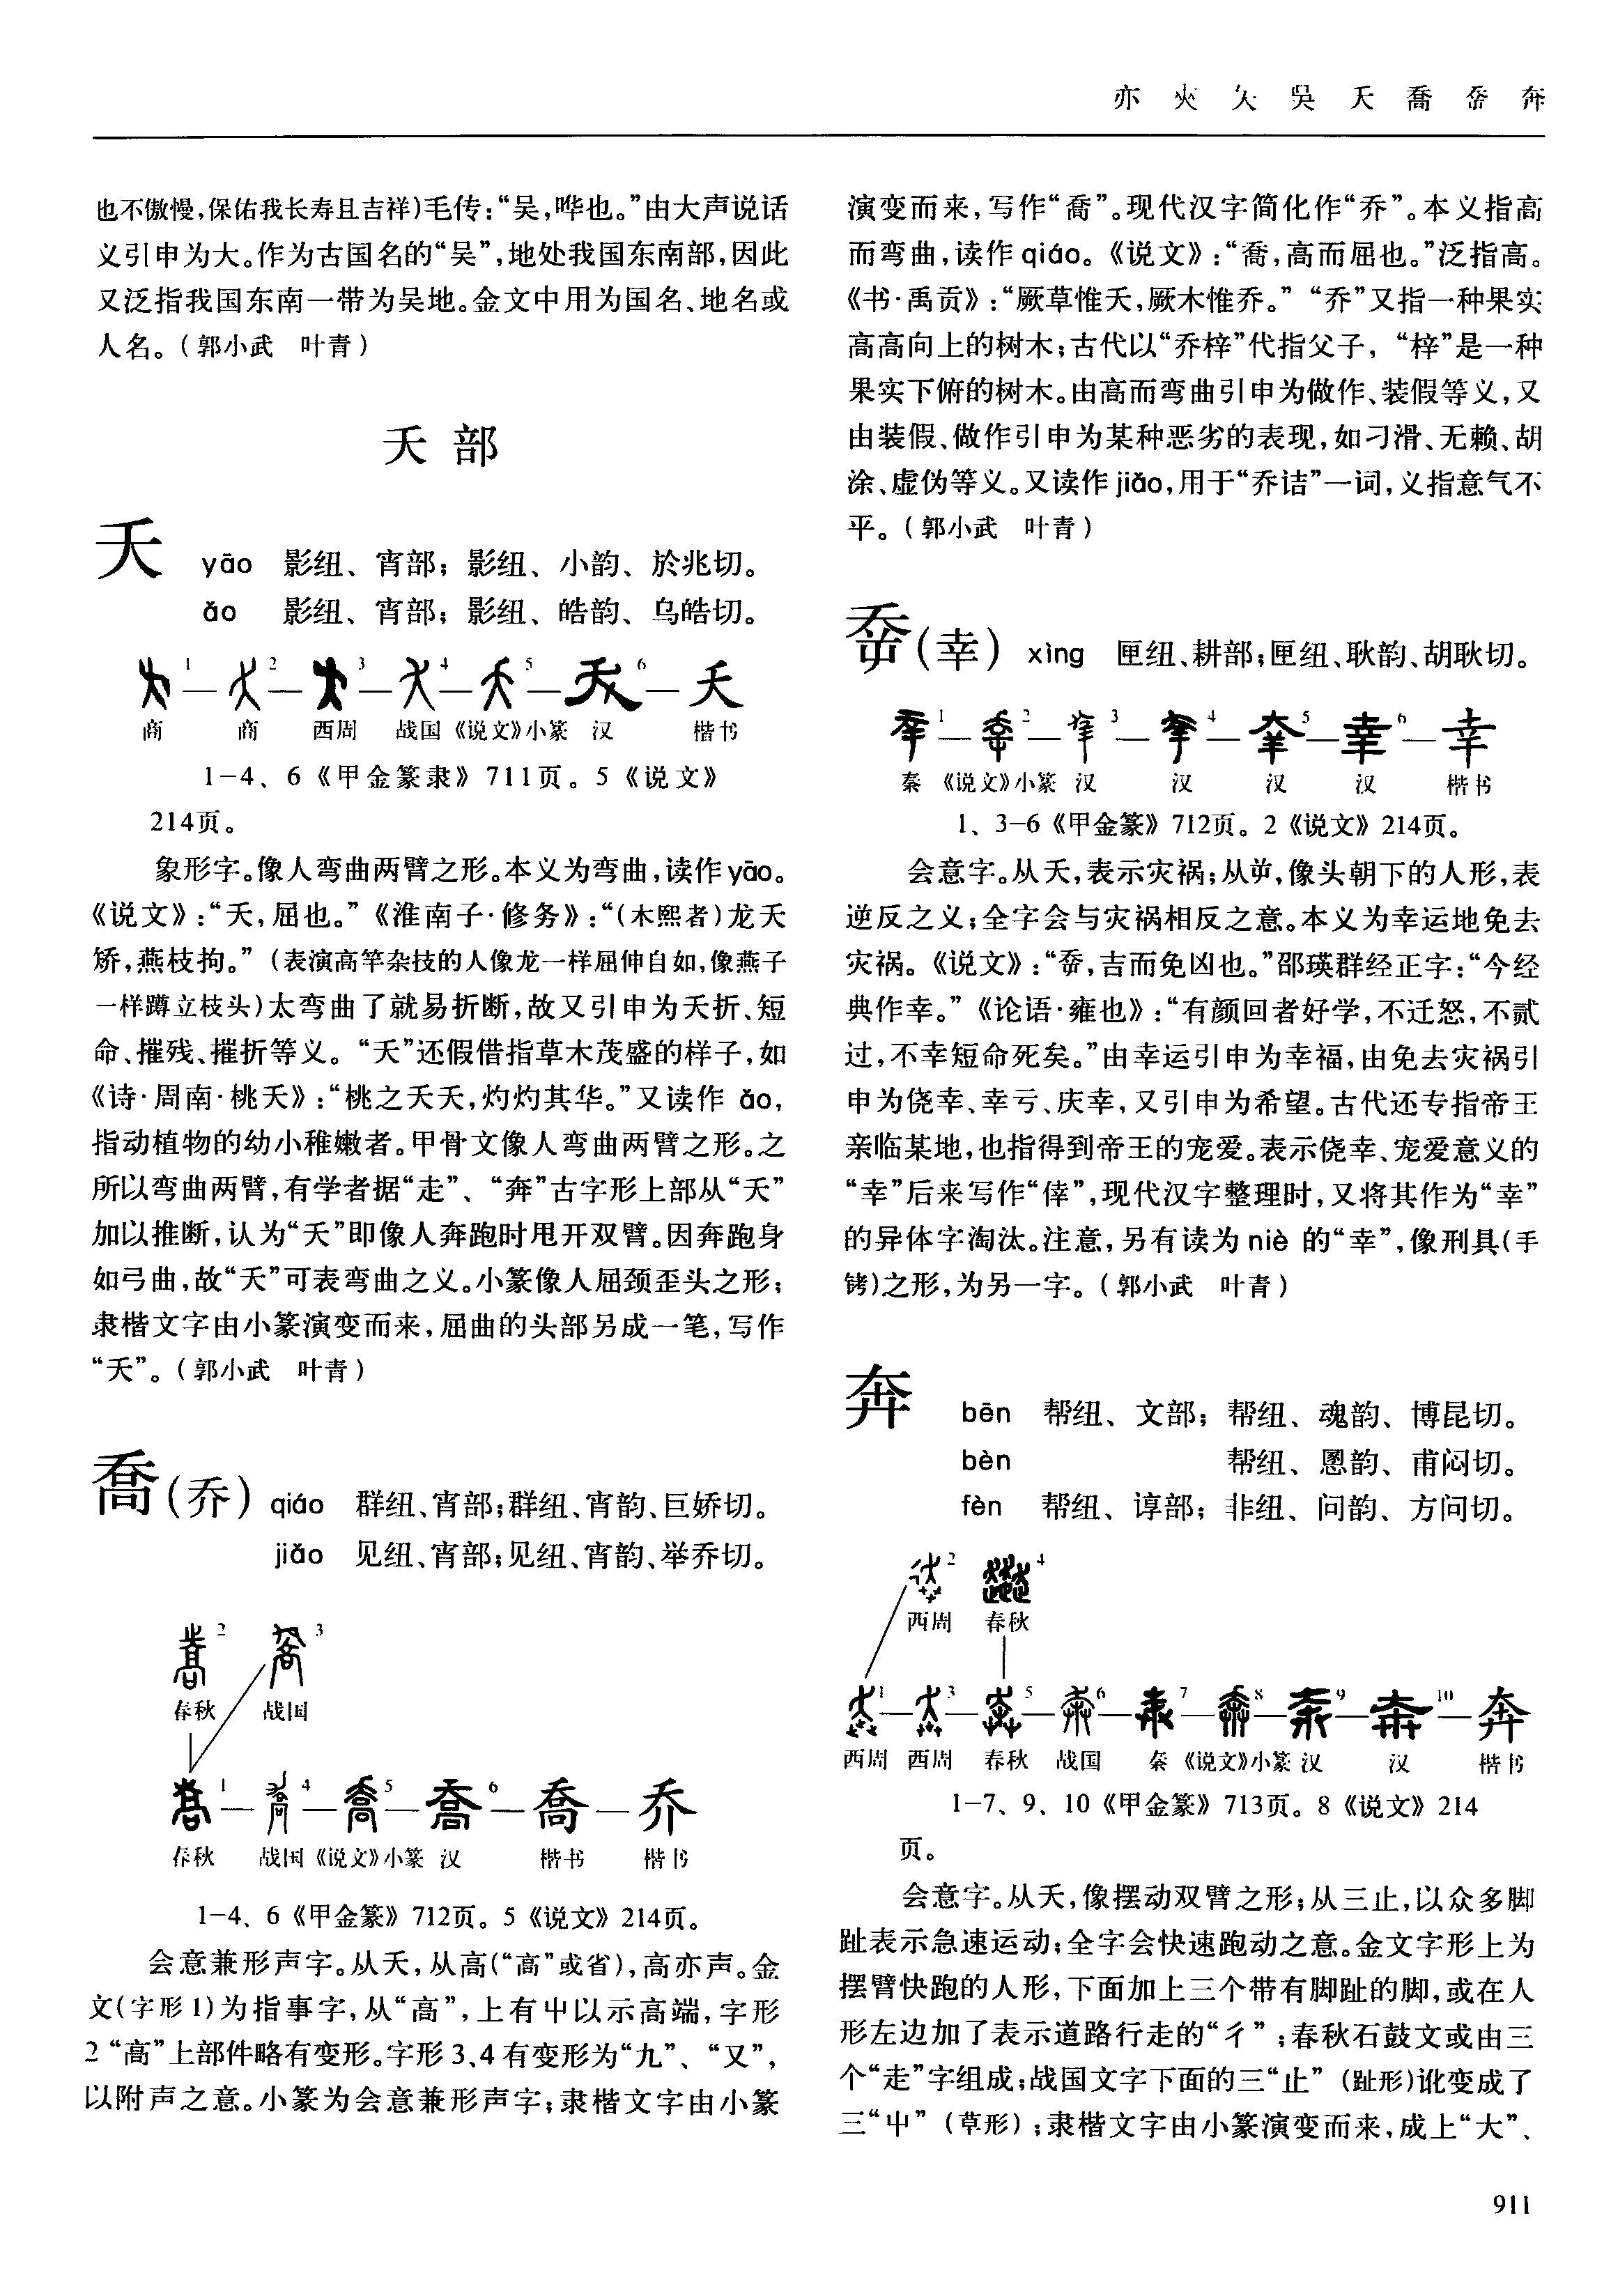 亦 夨 吳 夭 喬 㚔 奔
也不傲慢,保佑我长寿且吉祥)毛传:“吴,哗也。”由大声说话
义引申为大。作为古国名的“吴”,地处我国东南部,因此
又泛指我国东南一带为吴地。金文中用为国名、地名或
人名。(郭小武 叶青)
夭部
夭 yāo 影纽、宵部;影纽、小韵、於兆切。
ǎo 影纽、宵部;影纽、皓韵、乌皓切。
1 — 2 — 3 — 4 — 5 — 6 — 夭
商 商 西周 战国 《说文》小篆 汉 楷书
1-4、6《甲金篆隶》711页。5《说文》
214页。
象形字。像人弯曲两臂之形。本义为弯曲,读作yāo。
《说文》:“夭,屈也。”《淮南子·修务》:“(木熙者)龙夭
矫,燕枝拘。”(表演高竿杂技的人像龙一样屈伸自如,像燕子
一样蹲立枝头)太弯曲了就易折断,故又引申为夭折、短
命、摧残、摧折等义。“夭”还假借指草木茂盛的样子,如
《诗·周南·桃夭》:“桃之夭夭,灼灼其华。”又读作 ǎo,
指动植物的幼小稚嫩者。甲骨文像人弯曲两臂之形。之
所以弯曲两臂,有学者据“走”、“奔”古字形上部从“夭”
加以推断,认为“夭”即像人奔跑时甩开双臂。因奔跑身
如弓曲,故“夭”可表弯曲之义。小篆像人屈颈歪头之形;
隶楷文字由小篆演变而来,屈曲的头部另成一笔,写作
“夭”。(郭小武 叶青)
喬(乔) qiáo 群纽、宵部;群纽、宵韵、巨娇切。
jiǎo 见纽、宵部;见纽、宵韵、举乔切。
2 3
春秋 战国
1 — 4 — 5 — 6 — 喬 — 乔
春秋 战国 《说文》小篆 汉 楷书 楷书
1-4、6《甲金篆》712页。5《说文》214页。
会意兼形声字。从夭,从高(“高”或省),高亦声。金
文(字形1)为指事字,从“高”,上有屮以示高端,字形
2“高”上部件略有变形。字形3、4有变形为“九”、“又”,
以附声之意。小篆为会意兼形声字;隶楷文字由小篆
演变而来,写作“喬”。现代汉字简化作“乔”。本义指高
而弯曲,读作qiáo。《说文》:“喬,高而屈也。”泛指高。
《书·禹贡》:“厥草惟夭,厥木惟乔。”“乔”又指一种果实
高高向上的树木;古代以“乔梓”代指父子,“梓”是一种
果实下俯的树木。由高而弯曲引申为做作、装假等义,又
由装假、做作引申为某种恶劣的表现,如刁滑、无赖、胡
涂、虚伪等义。又读作jiǎo,用于“乔诘”一词,义指意气不
平。(郭小武 叶青)
㚔(幸) xìng 匣纽、耕部;匣纽、耿韵、胡耿切。
1 — 2 — 3 — 4 — 5 — 6 — 幸
秦 《说文》小篆 汉 汉 汉 汉 楷书
1、3-6《甲金篆》712页。2《说文》214页。
会意字。从夭,表示灾祸;从屰,像头朝下的人形,表
逆反之义;全字会与灾祸相反之意。本义为幸运地免去
灾祸。《说文》:“㚔,吉而免凶也。”邵瑛群经正字:“今经
典作幸。”《论语·雍也》:“有颜回者好学,不迁怒,不贰
过,不幸短命死矣。”由幸运引申为幸福,由免去灾祸引
申为侥幸、幸亏、庆幸,又引申为希望。古代还专指帝王
亲临某地,也指得到帝王的宠爱。表示侥幸、宠爱意义的
“幸”后来写作“倖”,现代汉字整理时,又将其作为“幸”
的异体字淘汰。注意,另有读为niè 的“幸”,像刑具(手
铐)之形,为另一字。(郭小武 叶青)
奔 bēn 帮纽、文部;帮纽、魂韵、博昆切。
bèn 帮纽、慁韵、甫闷切。
fèn 帮纽、谆部;非纽、问韵、方问切。
2 4
西周 春秋
1 — 3 — 5 — 6 — 7 — 8 — 9 — 10 — 奔
西周 西周 春秋 战国 秦 《说文》小篆 汉 汉 楷书
1-7、9、10《甲金篆》713页。8《说文》214
页。
会意字。从夭,像摆动双臂之形;从三止,以众多脚
趾表示急速运动;全字会快速跑动之意。金文字形上为
摆臂快跑的人形,下面加上三个带有脚趾的脚,或在人
形左边加了表示道路行走的“彳”;春秋石鼓文或由三
个“走”字组成;战国文字下面的三“止”(趾形)讹变成了
三“屮”(草形);隶楷文字由小篆演变而来,成上“大”、
911